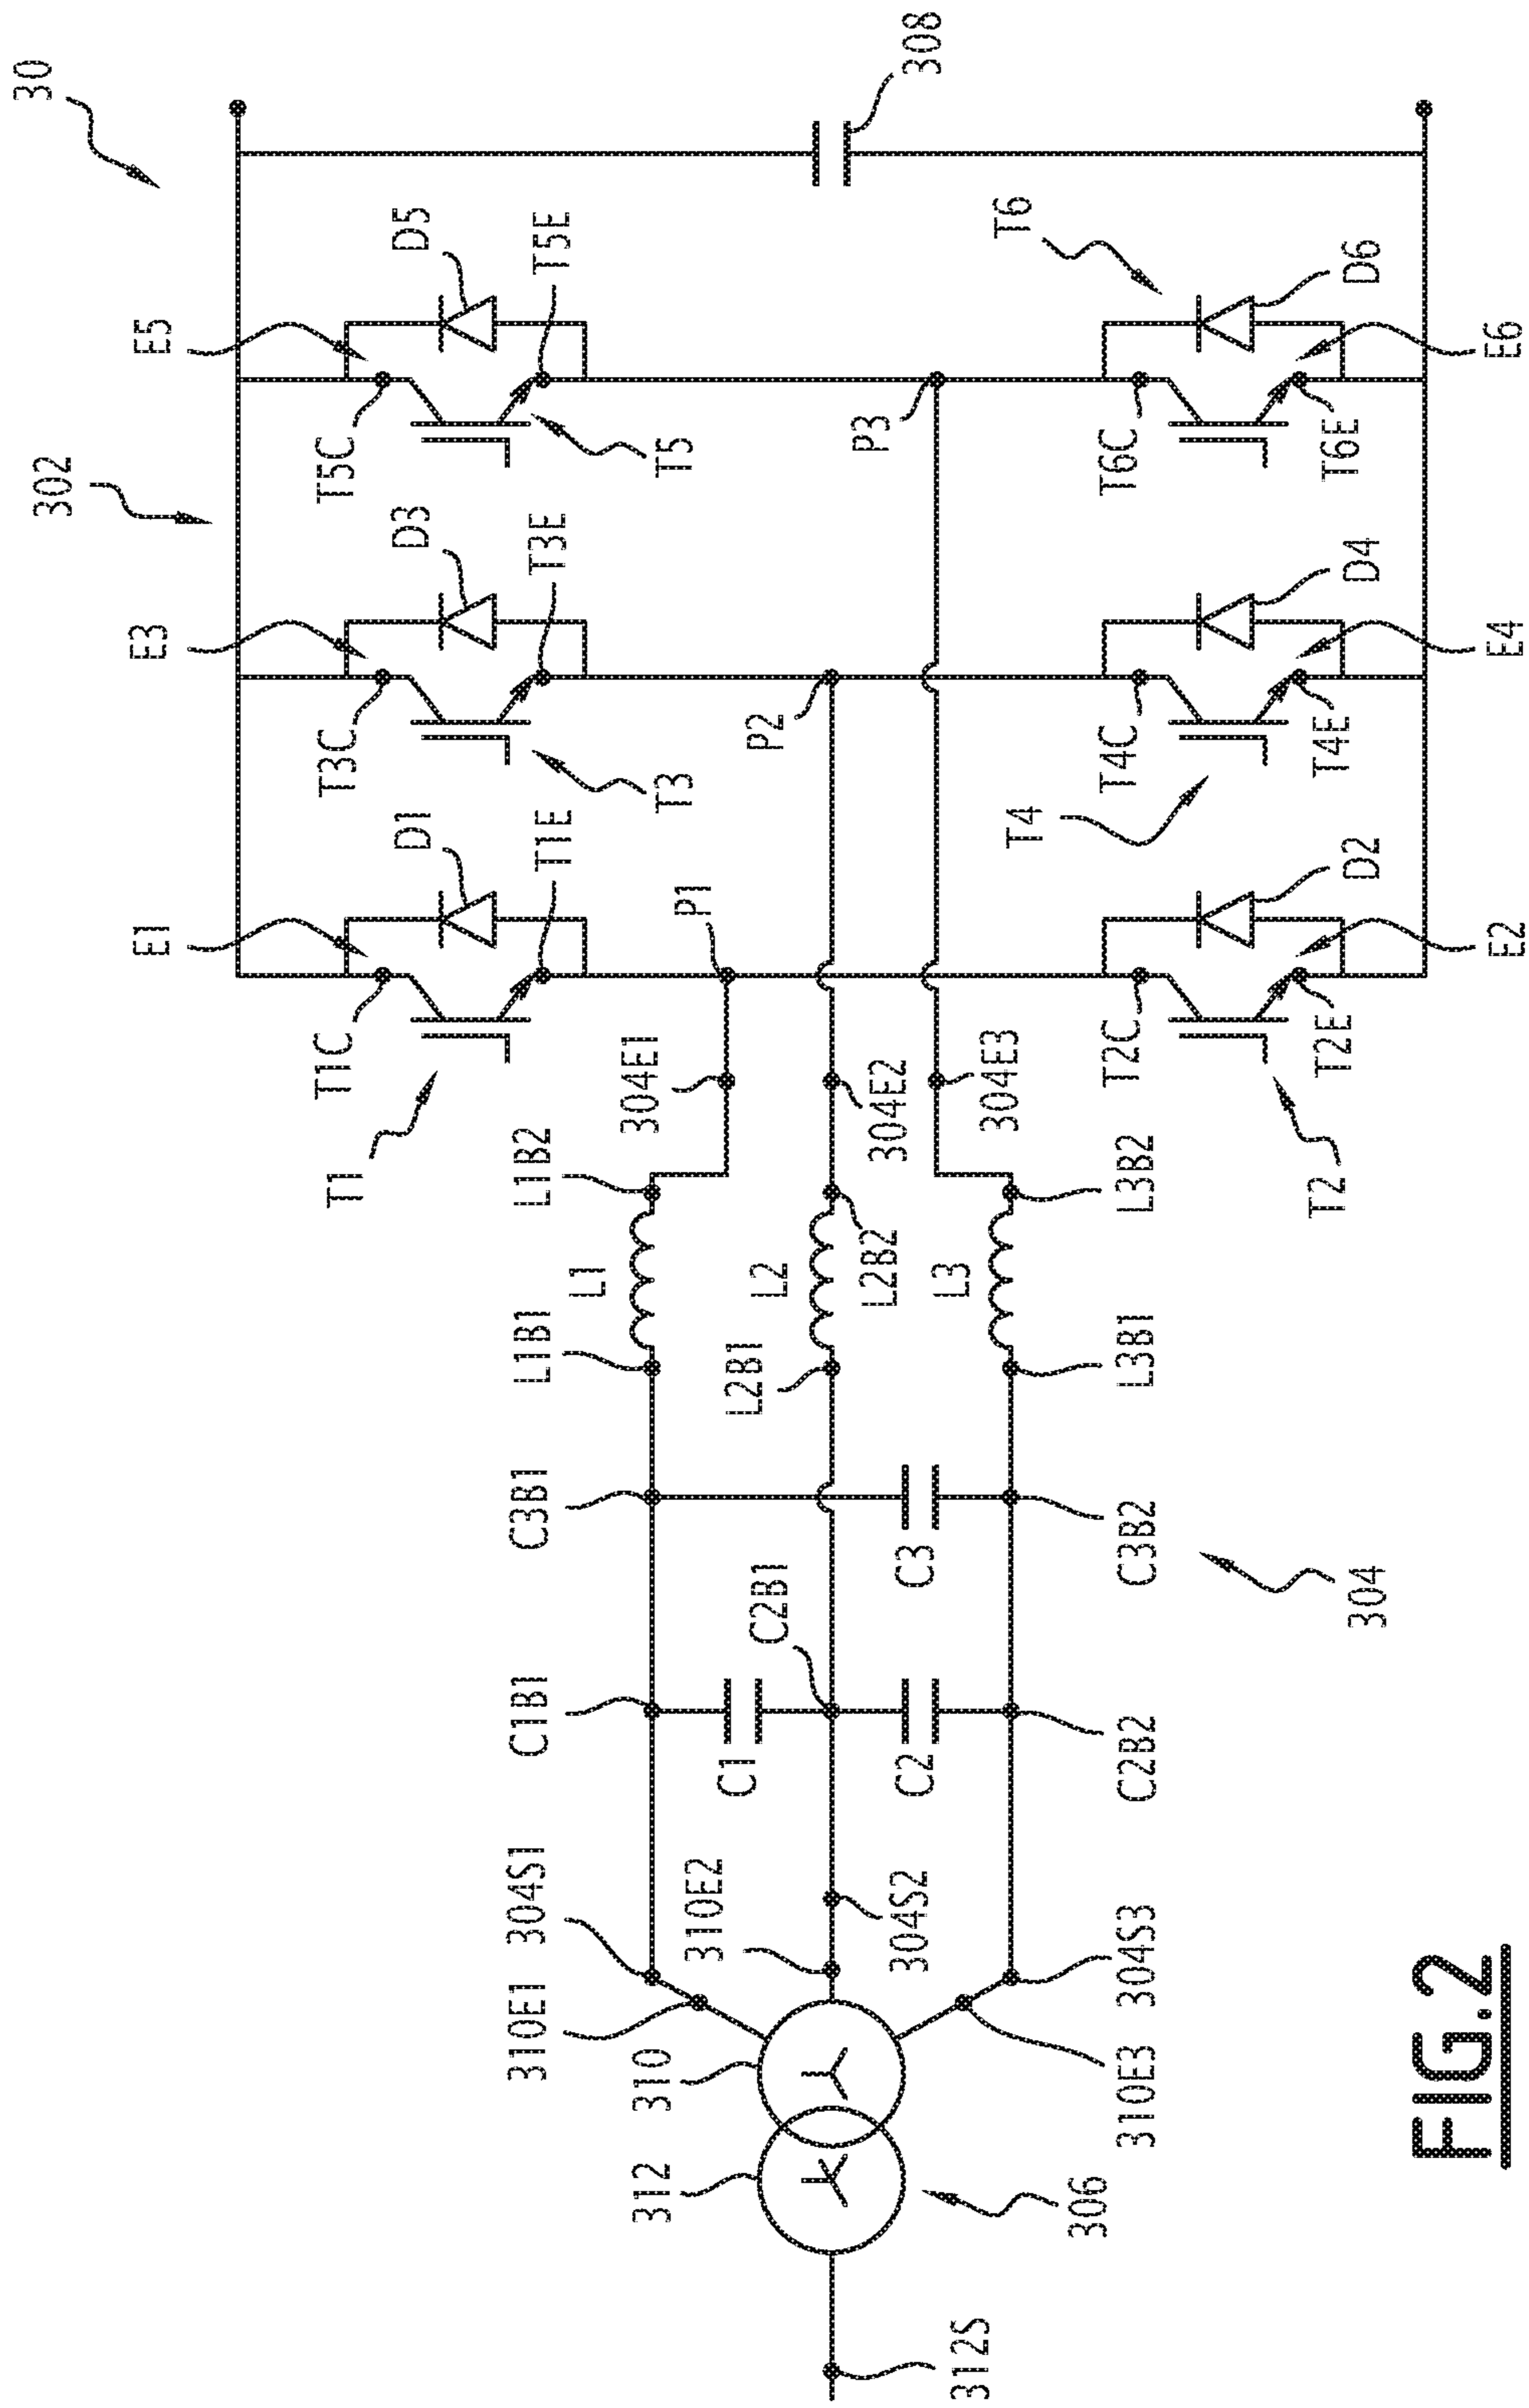 30
302
308
E5
D5
T5E
T5C
T5
E3
D3
T3E
T3C
T3
E1
D1
T1E
T1C
T1
P1
P2
P3
T6
D6
E6
T6C
T6E
D4
E4
T4C
T4E
T4
D2
E2
T2C
T2E
T2
304E1
304E2
304E3
L1B2
L1
L1B1
L2
L2B2
L2B1
L3
L3B2
L3B1
C3B1
C3
C3B2
C1B1
C2B1
C1
C2
C2B2
304
304S1
310E1
310E2
304S2
304S3
310E3
310
312
306
312S
FIG.2